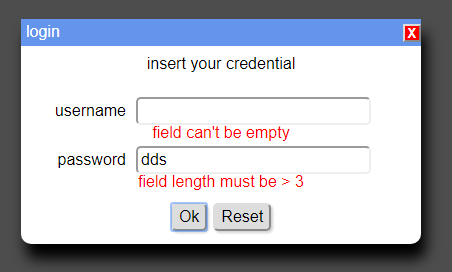 login X
insert your credential
username
field can't be empty
password dds
field length must be > 3
Ok Reset